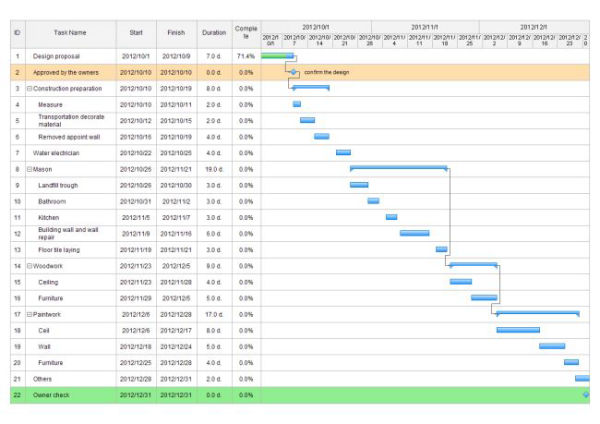 ID Task Name Start Finish Duration Comple te 2012/10/1 2012/11/1 2012/12/1
2012/1 0/1 2012/10/ 7 2012/10/ 14 2012/10/ 21 2012/10/ 28 2012/11/ 4 2012/11/ 11 2012/11/ 18 2012/11/ 25 2012/12/ 2 2012/12/ 9 2012/12/ 16 2012/12/ 23 2 0
1 Design proposal 2012/10/1 2012/10/9 7.0 d. 71.4%
2 Approved by the owners 2012/10/10 2012/10/10 0.0 d. 0.0% confirm the design
3 Construction preparation 2012/10/10 2012/10/19 8.0 d. 0.0%
4 Measure 2012/10/10 2012/10/11 2.0 d. 0.0%
5 Transportation decorate material 2012/10/12 2012/10/15 2.0 d. 0.0%
6 Removed appoint wall 2012/10/16 2012/10/19 4.0 d. 0.0%
7 Water electrician 2012/10/22 2012/10/25 4.0 d. 0.0%
8 Mason 2012/10/26 2012/11/21 19.0 d. 0.0%
9 Landfill trough 2012/10/26 2012/10/30 3.0 d. 0.0%
10 Bathroom 2012/10/31 2012/11/2 3.0 d. 0.0%
11 Kitchen 2012/11/5 2012/11/7 3.0 d. 0.0%
12 Building wall and wall repair 2012/11/9 2012/11/16 6.0 d. 0.0%
13 Floor tile laying 2012/11/19 2012/11/21 3.0 d. 0.0%
14 Woodwork 2012/11/23 2012/12/5 9.0 d. 0.0%
15 Ceiling 2012/11/23 2012/11/28 4.0 d. 0.0%
16 Furniture 2012/11/29 2012/12/5 5.0 d. 0.0%
17 Paintwork 2012/12/6 2012/12/28 17.0 d. 0.0%
18 Ceil 2012/12/6 2012/12/17 8.0 d. 0.0%
19 Wall 2012/12/18 2012/12/24 5.0 d. 0.0%
20 Furniture 2012/12/25 2012/12/28 4.0 d. 0.0%
21 Others 2012/12/28 2012/12/31 2.0 d. 0.0%
22 Owner check 2012/12/31 2012/12/31 0.0 d. 0.0%